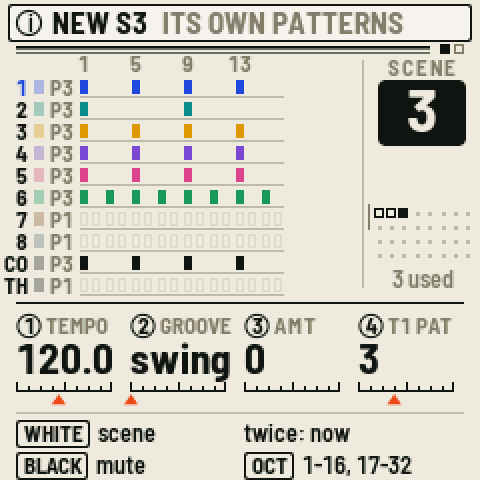 ⓘ NEW S3 ITS OWN PATTERNS
1 5 9 13
SCENE
3
1 P3
2 P3
3 P3
4 P3
5 P3
6 P3
7 P1
8 P1
CO P3
TH P1
3 used
① TEMPO ② GROOVE ③ AMT ④ T1 PAT
120.0 swing 0 3
WHITE scene twice: now
BLACK mute OCT 1-16, 17-32